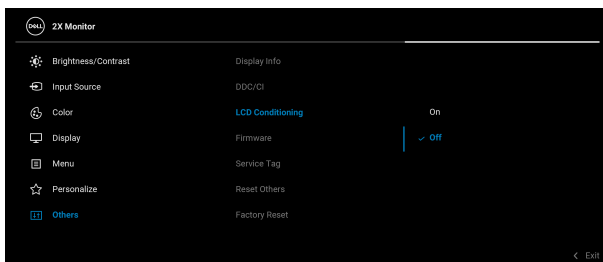 DELL 2X Monitor
Brightness/Contrast Display Info
Input Source DDC/CI
Color LCD Conditioning On
Display Firmware Off
Menu Service Tag
Personalize Reset Others
Others Factory Reset
Exit